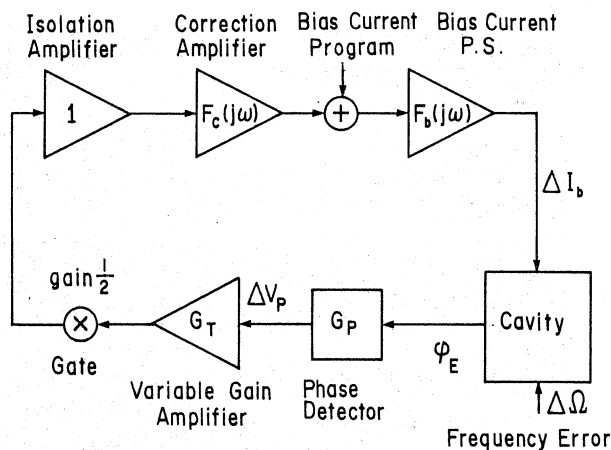 Isolation
Amplifier
Correction
Amplifier
Bias Current
Program
Bias Current
P.S.
1
F_c(jω)
+
F_b(jω)
ΔI_b
gain 1/2
×
Gate
G_T
Variable Gain
Amplifier
ΔV_P
G_P
Phase
Detector
φ_E
Cavity
ΔΩ
Frequency Error